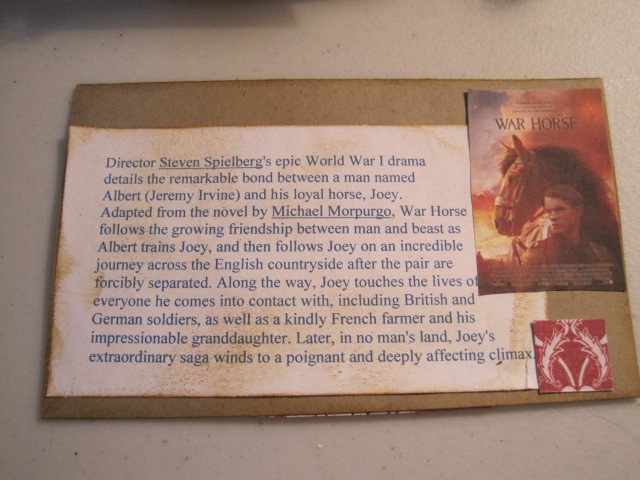 Director Steven Spielberg's epic World War I drama
details the remarkable bond between a man named
Albert (Jeremy Irvine) and his loyal horse, Joey.
Adapted from the novel by Michael Morpurgo, War Horse
follows the growing friendship between man and beast as
Albert trains Joey, and then follows Joey on an incredible
journey across the English countryside after the pair are
forcibly separated. Along the way, Joey touches the lives of
everyone he comes into contact with, including British and
German soldiers, as well as a kindly French farmer and his
impressionable granddaughter. Later, in no man's land, Joey's
extraordinary saga winds to a poignant and deeply affecting climax.
WAR HORSE